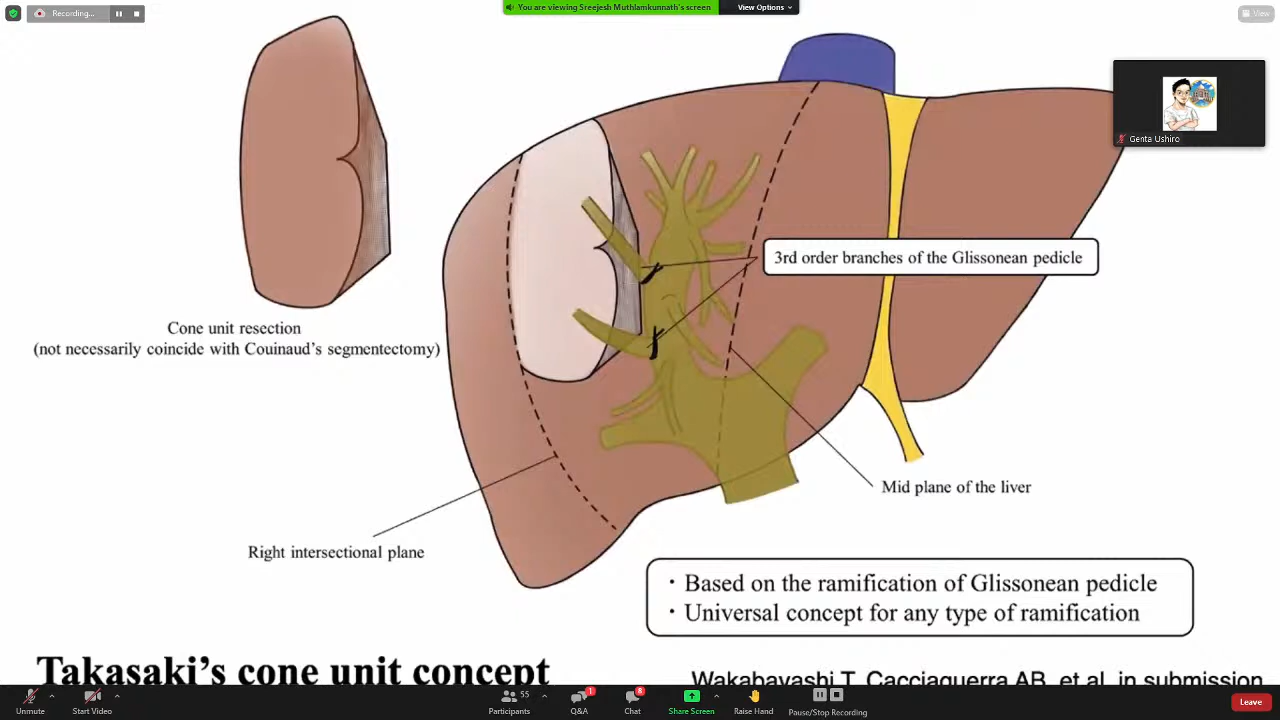 Recording...
You are viewing Sreejesh Muthlamkunnath's screen
View Options
View
Genta Ushiro
3rd order branches of the Glissonean pedicle
Cone unit resection
(not necessarily coincide with Couinaud's segmentectomy)
Mid plane of the liver
Right intersectional plane
・Based on the ramification of Glissonean pedicle
・Universal concept for any type of ramification
Takasaki's cone unit concept
Wakabayashi T, Cacciaguerra AB, et al. in submission
Unmute
Start Video
55
Participants
1
Q&A
8
Chat
Share Screen
Raise Hand
Pause/Stop Recording
Leave